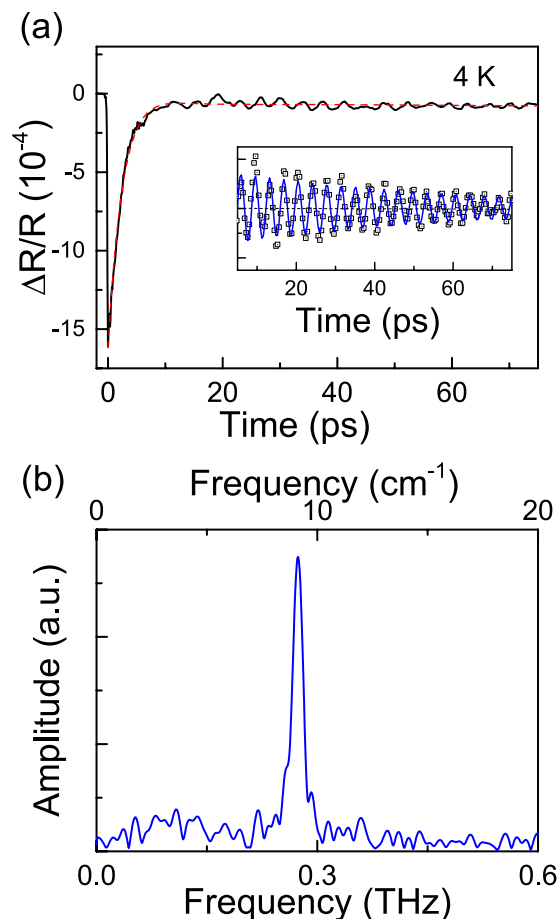 (a)
0
-5
-10
-15
ΔR/R (10⁻⁴)
4 K
20 40 60
Time (ps)
0 20 40 60
Time (ps)
(b)
Frequency (cm⁻¹)
0 10 20
Amplitude (a.u.)
0.0 0.3 0.6
Frequency (THz)